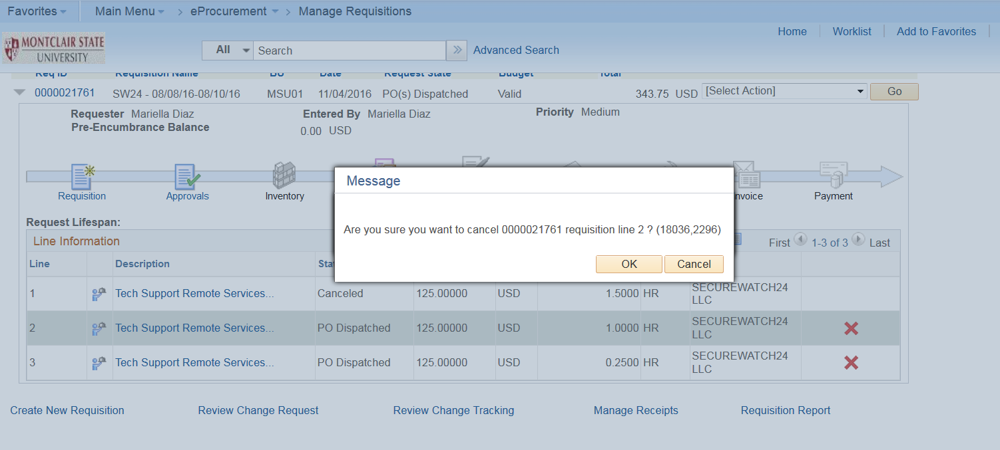 Favorites Main Menu > eProcurement > Manage Requisitions
Home Worklist Add to Favorites
MONTCLAIR STATE
UNIVERSITY
All Search Advanced Search
Req ID Requisition Name BU Date Request State Budget Total
0000021761 SW24 - 08/08/16-08/10/16 MSU01 11/04/2016 PO(s) Dispatched Valid 343.75 USD [Select Action] Go
Requester Mariella Diaz Entered By Mariella Diaz Priority Medium
Pre-Encumbrance Balance 0.00 USD
Requisition Approvals Inventory nvoice Payment
Message
Are you sure you want to cancel 0000021761 requisition line 2 ? (18036,2296)
OK Cancel
Request Lifespan:
Line Information First 1-3 of 3 Last
Line Description Sta
1 Tech Support Remote Services... Canceled 125.00000 USD 1.5000 HR SECUREWATCH24
LLC
2 Tech Support Remote Services... PO Dispatched 125.00000 USD 1.0000 HR SECUREWATCH24
LLC
3 Tech Support Remote Services... PO Dispatched 125.00000 USD 0.2500 HR SECUREWATCH24
LLC
Create New Requisition Review Change Request Review Change Tracking Manage Receipts Requisition Report